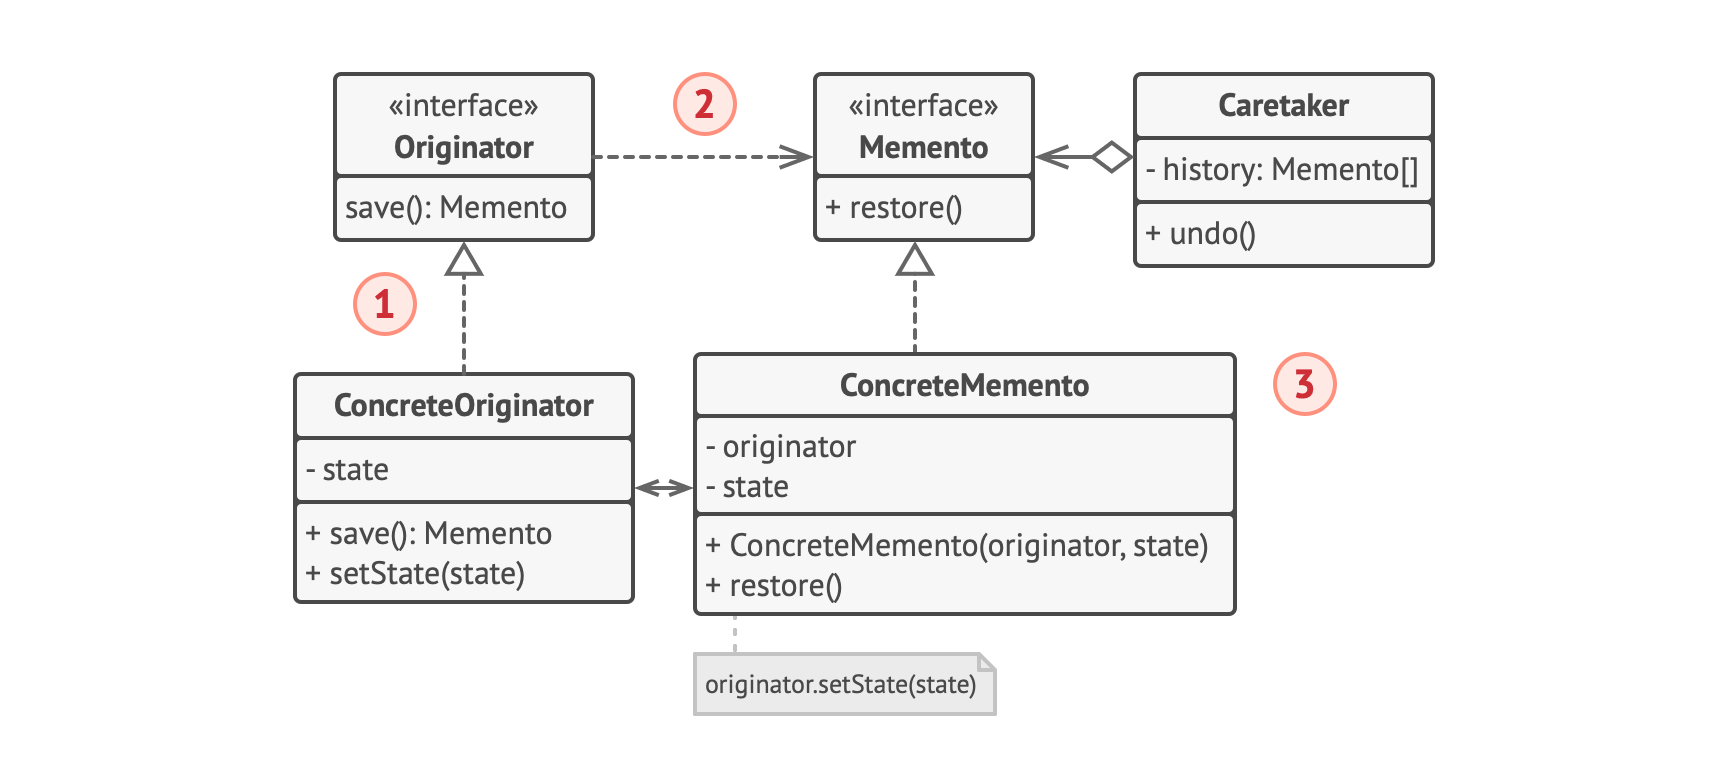 «interface»
Originator
save(): Memento
2
«interface»
Memento
+ restore()
Caretaker
- history: Memento[]
+ undo()
1
ConcreteOriginator
- state
+ save(): Memento
+ setState(state)
ConcreteMemento
- originator
- state
+ ConcreteMemento(originator, state)
+ restore()
3
originator.setState(state)